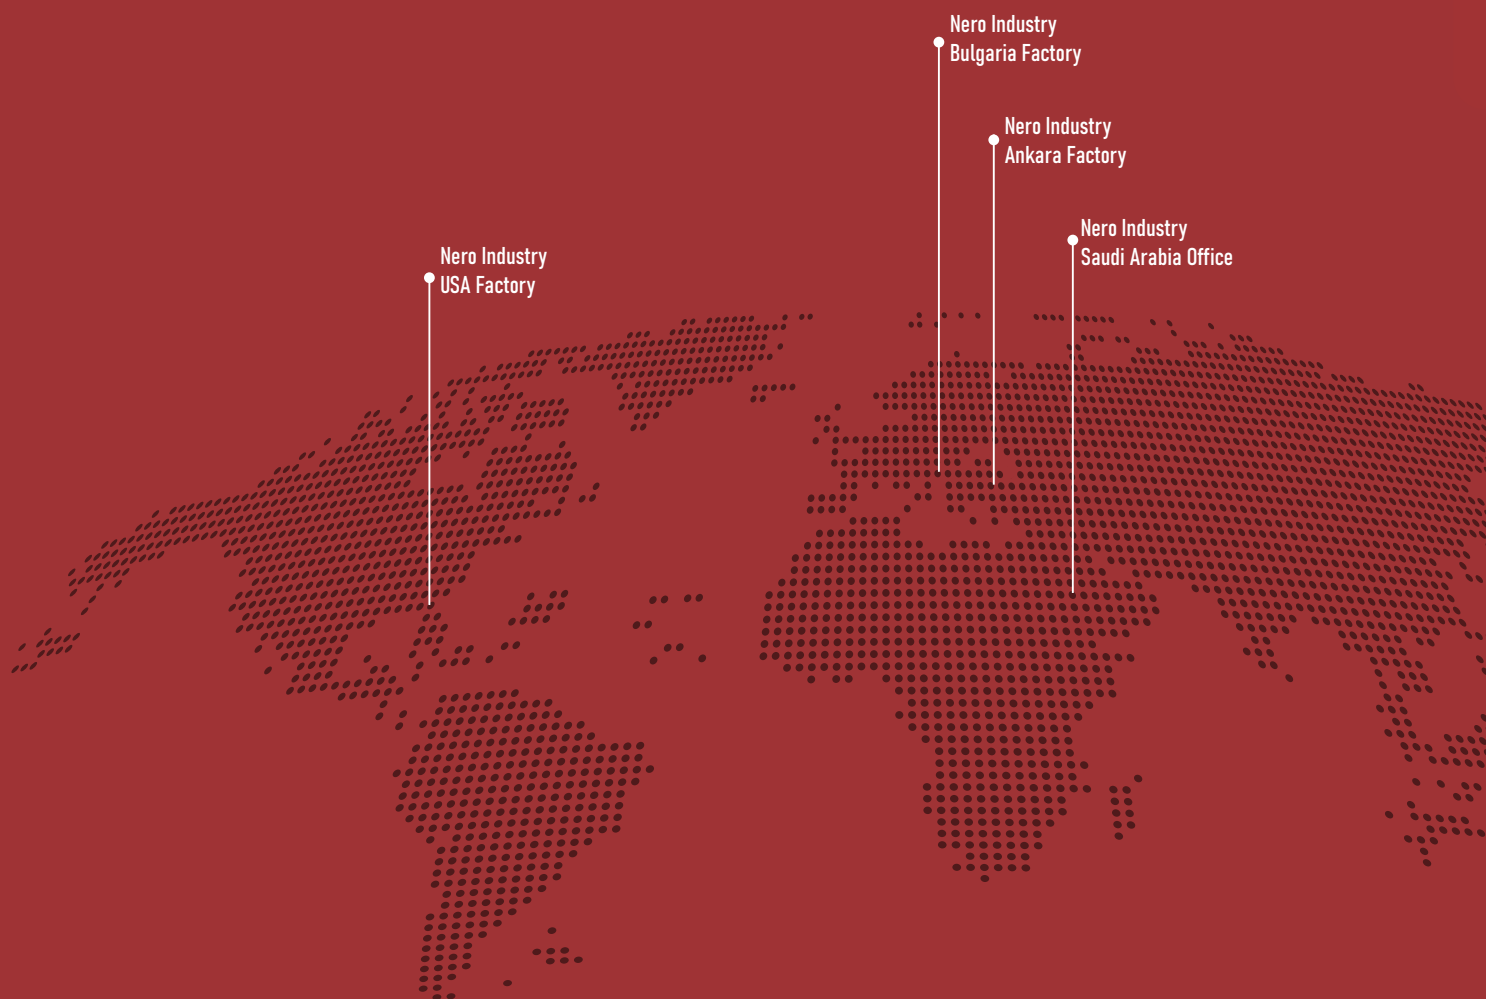 Nero Industry
Bulgaria Factory
Nero Industry
Ankara Factory
Nero Industry
Saudi Arabia Office
Nero Industry
USA Factory